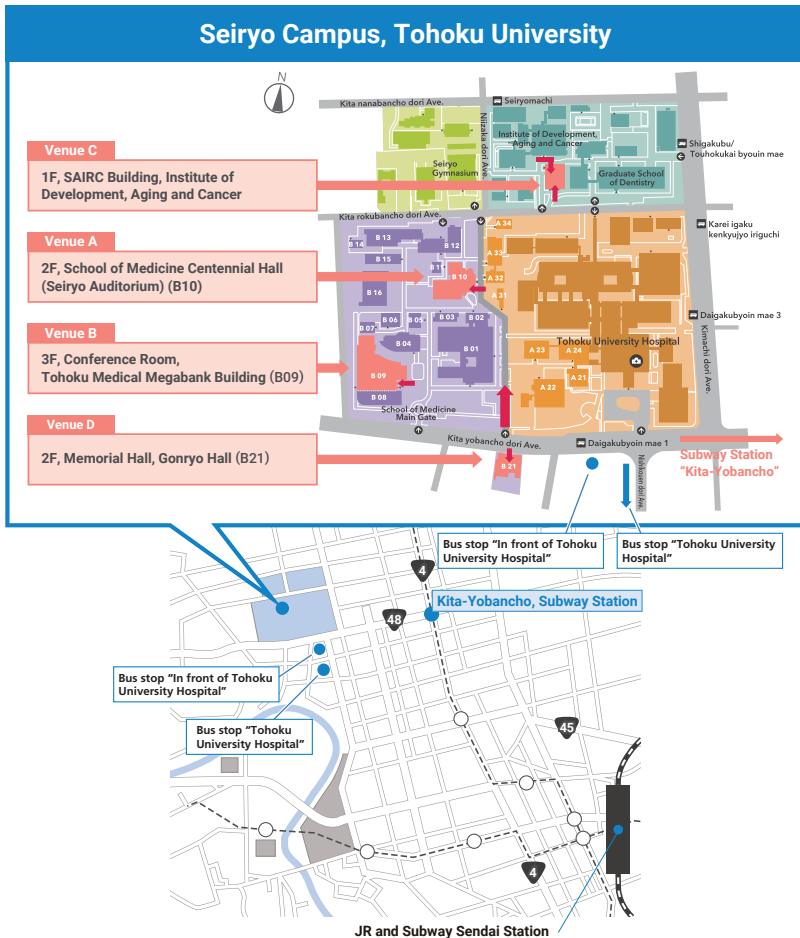 Seiryo Campus, Tohoku University
N
Kita nanabancho dori Ave.
Seiryomachi
Niizaka dori Ave.
Institute of Development,
Aging and Cancer
Shigakubu/
Touhokukai byouin mae
Venue C
1F, SAIRC Building, Institute of
Development, Aging and Cancer
Seiryo
Gymnasium
Graduate School
of Dentistry
Kita rokubancho dori Ave.
Karei igaku
kenkyujyo iriguchi
Venue A
2F, School of Medicine Centennial Hall
(Seiryo Auditorium) (B10)
B 13
B 14
B 12
B 15
B 11
B 10
B 16
A 34
A 33
A 32
A 31
Venue B
3F, Conference Room,
Tohoku Medical Megabank Building (B09)
B 06
B 05
B 03
B 02
B 07
B 04
B 01
B 09
B 08
Daigakubyoin mae 3
Tohoku University Hospital
Kimachi dori Ave.
A 23
A 24
A 21
A 22
School of Medicine
Main Gate
Venue D
2F, Memorial Hall, Gonryo Hall (B21)
Kita yobancho dori Ave.
B 21
Daigakubyoin mae 1
Subway Station
“Kita-Yobancho”
Bus stop “In front of Tohoku
University Hospital”
Bus stop “Tohoku University
Hospital”
4
Kita-Yobancho, Subway Station
48
Bus stop “In front of Tohoku
University Hospital”
Bus stop “Tohoku
University Hospital”
45
4
JR and Subway Sendai Station